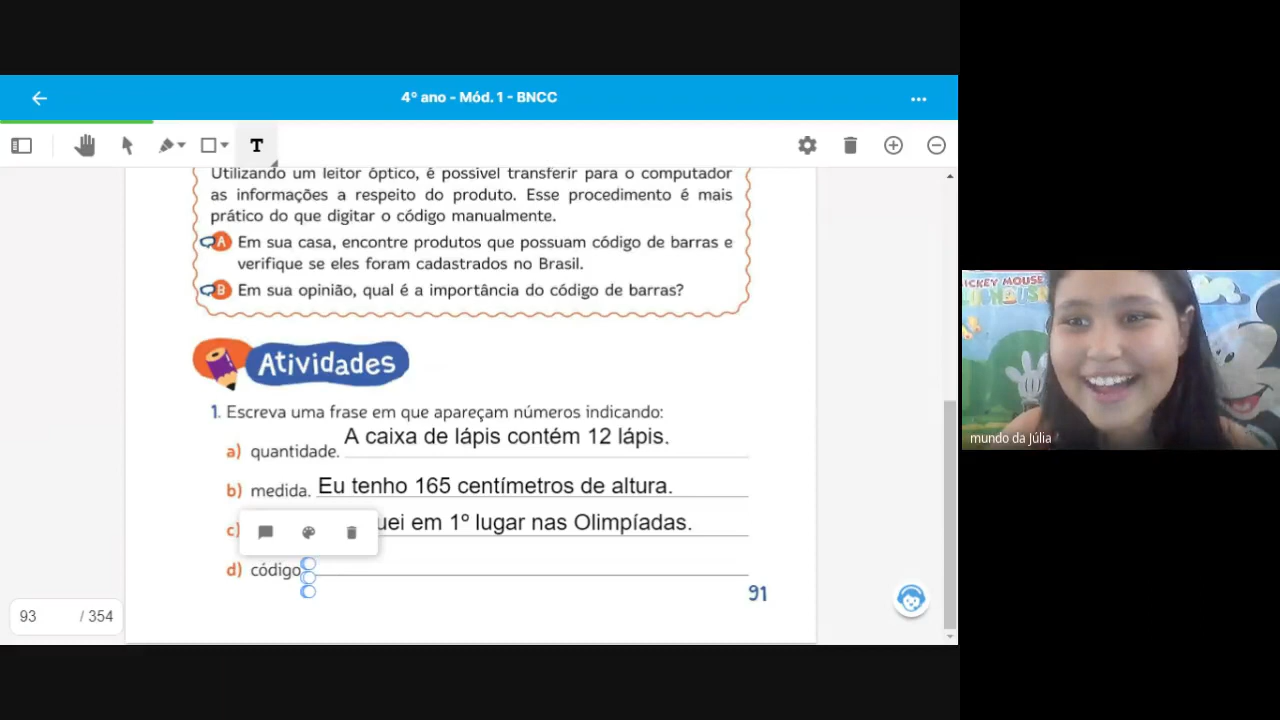 4º ano - Mód. 1 - BNCC
T
Utilizando um leitor óptico, é possível transferir para o computador
as informações a respeito do produto. Esse procedimento é mais
prático do que digitar o código manualmente.
A Em sua casa, encontre produtos que possuam código de barras e
verifique se eles foram cadastrados no Brasil.
B Em sua opinião, qual é a importância do código de barras?
Atividades
1. Escreva uma frase em que apareçam números indicando:
a) quantidade. A caixa de lápis contém 12 lápis.
b) medida. Eu tenho 165 centímetros de altura.
c) uei em 1º lugar nas Olimpíadas.
d) código
91
93 / 354
ICKEY MOUSE
mundo da Júlia